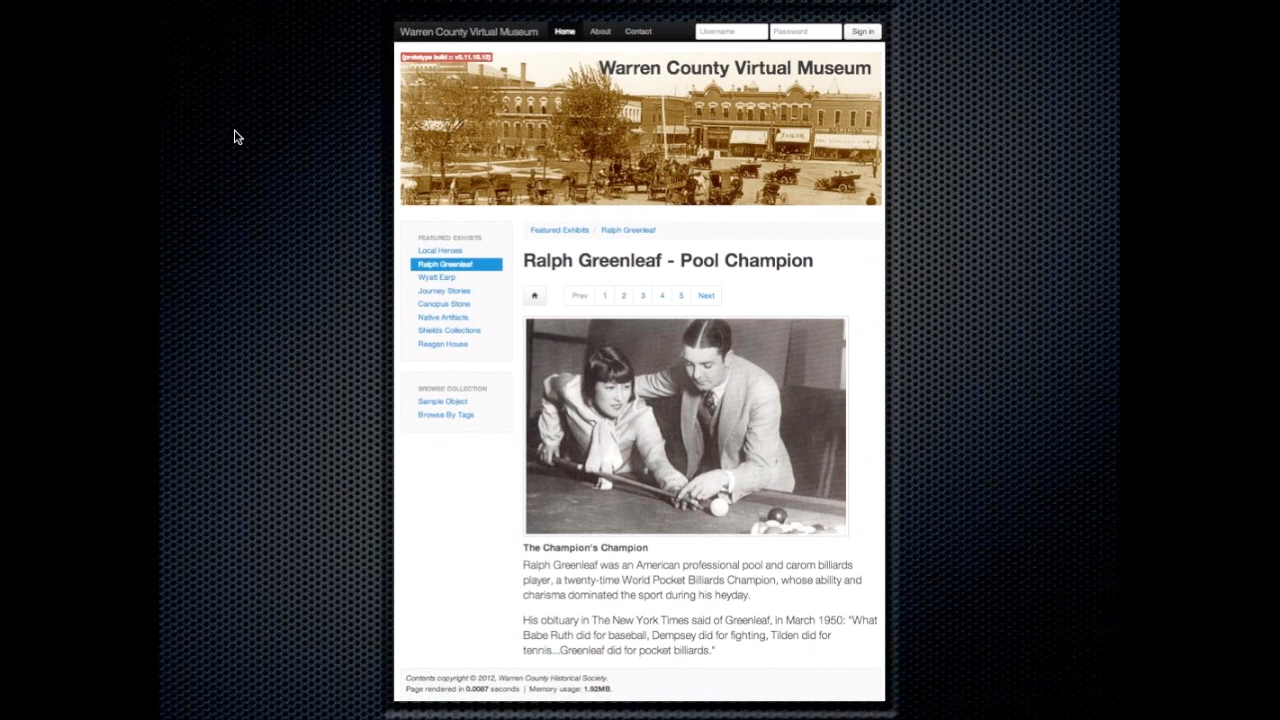 Warren County Virtual Museum Home About Contact Username Password Sign in
[prototype build :: v0.11.15.12]
Warren County Virtual Museum
FEATURED EXHIBITS
Local Heroes
Ralph Greenleaf
Wyatt Earp
Journey Stories
Canopus Stone
Native Artifacts
Shields Collections
Reagan House
BROWSE COLLECTION
Sample Object
Browse By Tags
Featured Exhibits / Ralph Greenleaf
Ralph Greenleaf - Pool Champion
Prev 1 2 3 4 5 Next
The Champion's Champion
Ralph Greenleaf was an American professional pool and carom billiards
player, a twenty-time World Pocket Billiards Champion, whose ability and
charisma dominated the sport during his heyday.
His obituary in The New York Times said of Greenleaf, in March 1950: "What
Babe Ruth did for baseball, Dempsey did for fighting, Tilden did for
tennis...Greenleaf did for pocket billiards."
Contents copyright © 2012, Warren County Historical Society.
Page rendered in 0.0087 seconds | Memory usage: 1.92MB.